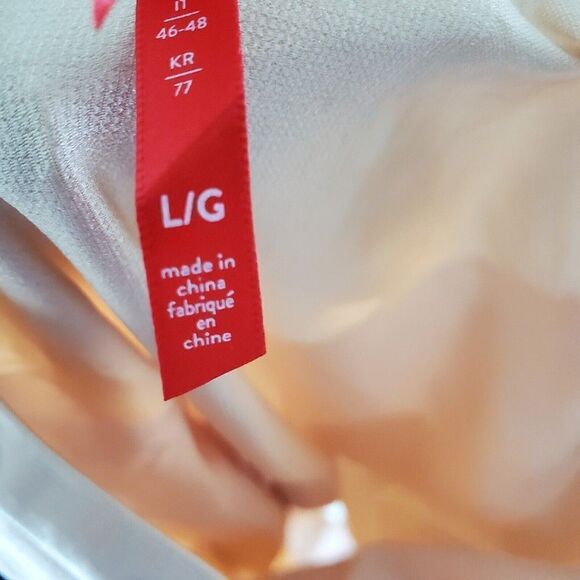 IT
46-48
KR
77
L/G
made in
china
fabriqué
en
chine